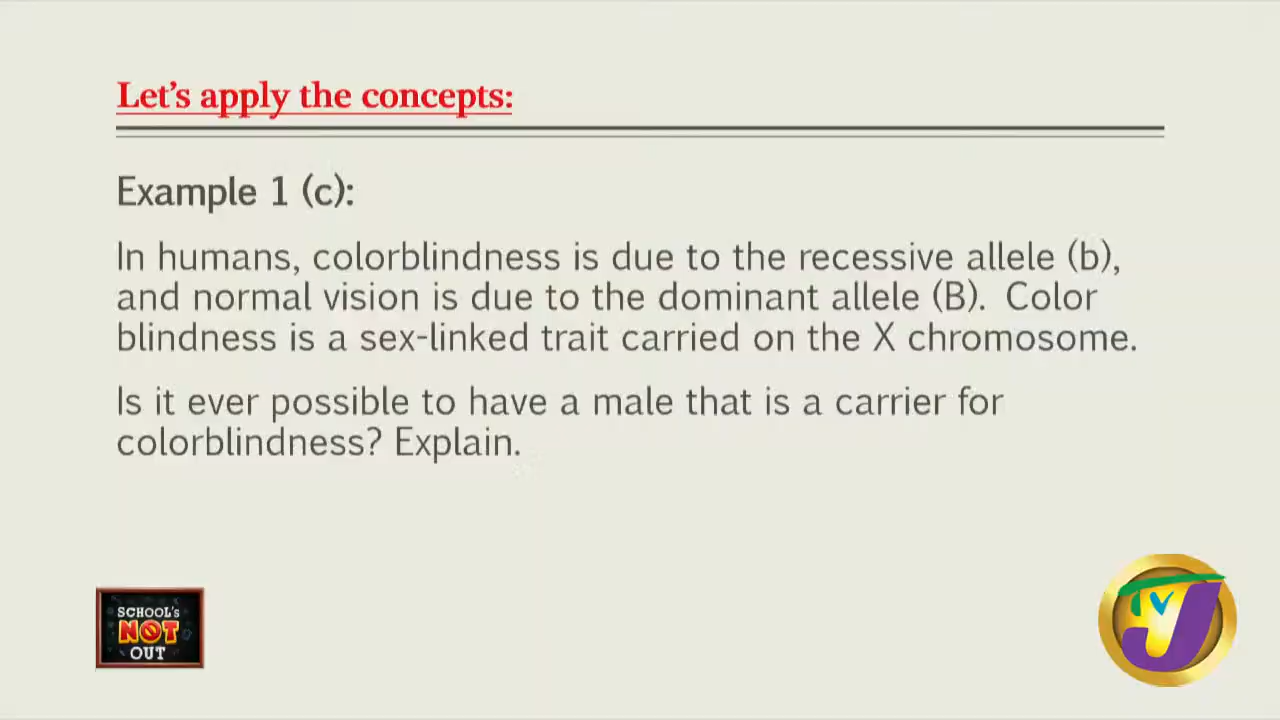 Let's apply the concepts:
Example 1 (c):
In humans, colorblindness is due to the recessive allele (b),
and normal vision is due to the dominant allele (B). Color
blindness is a sex-linked trait carried on the X chromosome.
Is it ever possible to have a male that is a carrier for
colorblindness? Explain.
SCHOOL's
NOT
OUT
TVJ